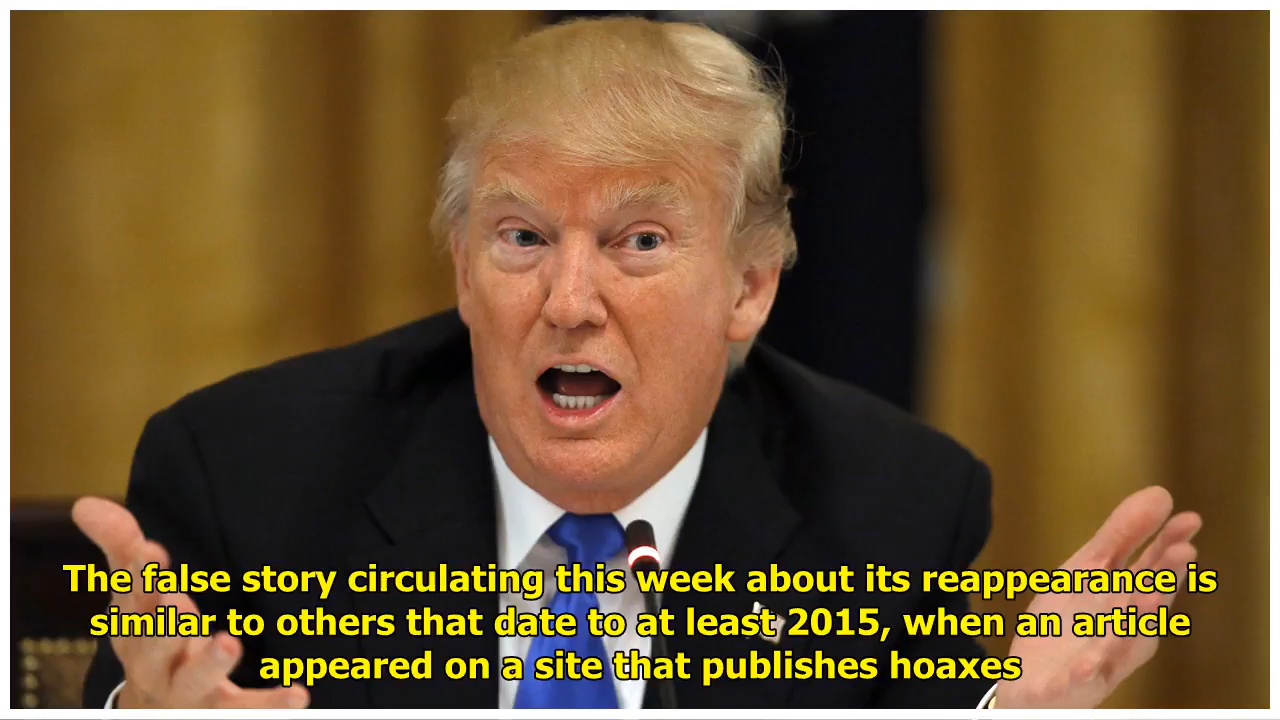 The false story circulating this week about its reappearance is
similar to others that date to at least 2015, when an article
appeared on a site that publishes hoaxes